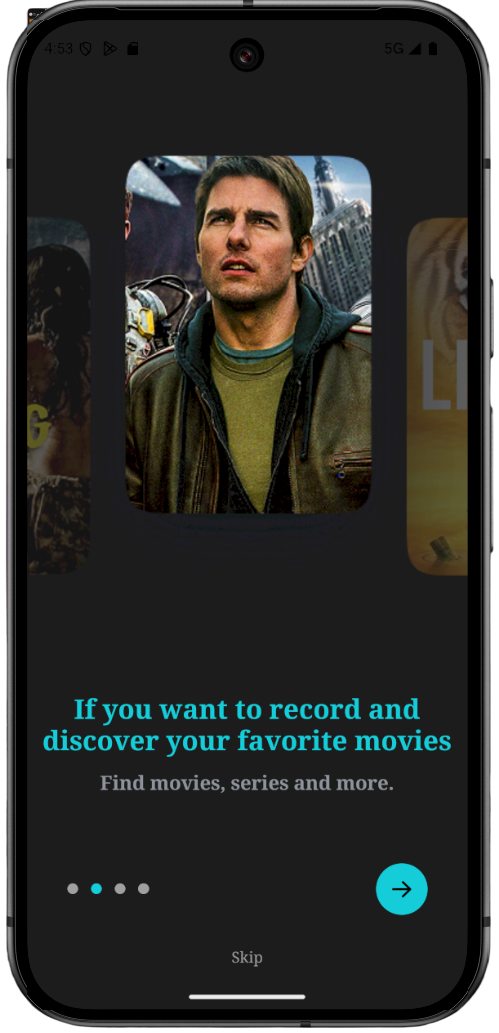 4:53
5G
G
LI
If you want to record and
discover your favorite movies
Find movies, series and more.
Skip